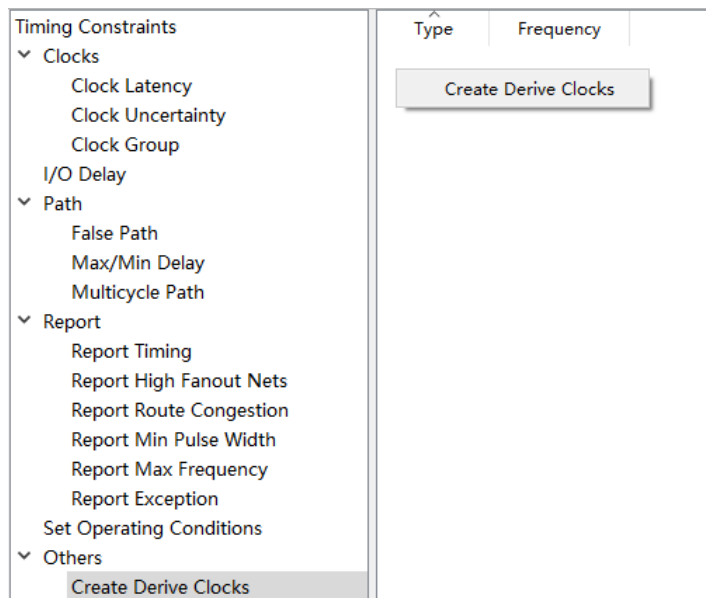 Timing Constraints
Clocks
Clock Latency
Clock Uncertainty
Clock Group
I/O Delay
Path
False Path
Max/Min Delay
Multicycle Path
Report
Report Timing
Report High Fanout Nets
Report Route Congestion
Report Min Pulse Width
Report Max Frequency
Report Exception
Set Operating Conditions
Others
Create Derive Clocks
Type Frequency
Create Derive Clocks